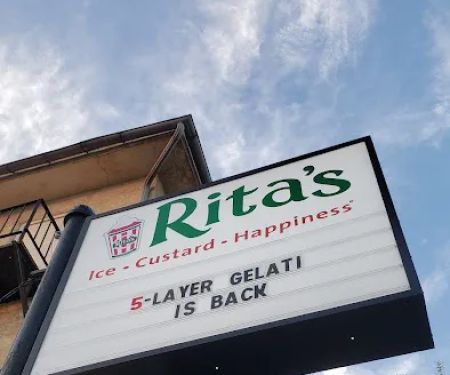 Rita's
Ice • Custard • Happiness
5-LAYER GELATI
IS BACK